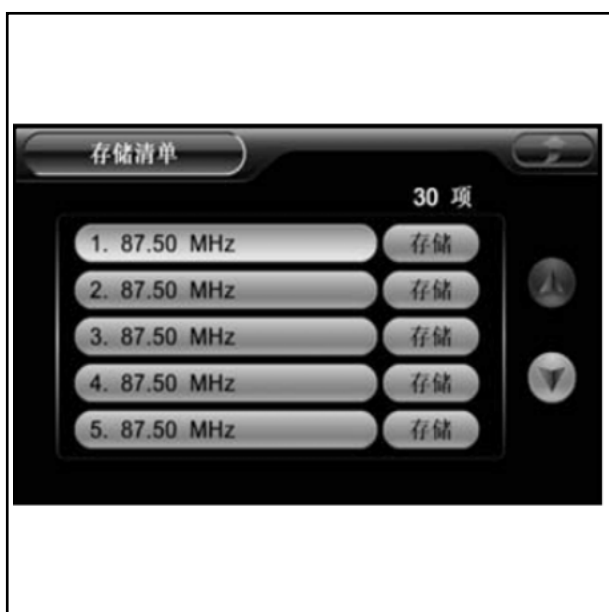 存储清单
30 项
1. 87.50 MHz 存储
2. 87.50 MHz 存储
3. 87.50 MHz 存储
4. 87.50 MHz 存储
5. 87.50 MHz 存储